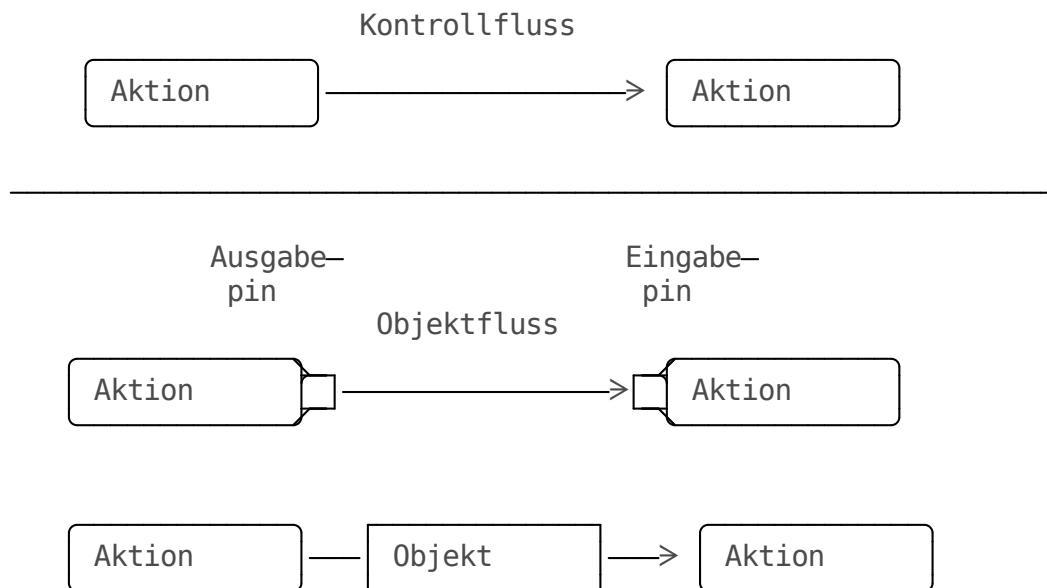 Kontrollfluss
Aktion Aktion
Ausgabe– Eingabe–
pin pin
Objektfluss
Aktion Aktion
Aktion Objekt Aktion